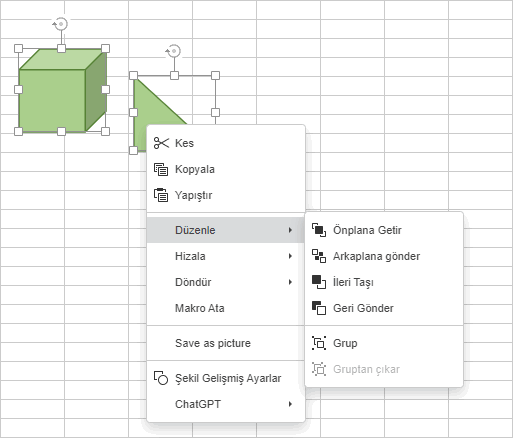 Kes
Kopyala
Yapıştır
Düzenle
Hizala
Döndür
Makro Ata
Save as picture
Şekil Gelişmiş Ayarlar
ChatGPT
Önplana Getir
Arkaplana gönder
İleri Taşı
Geri Gönder
Grup
Gruptan çıkar